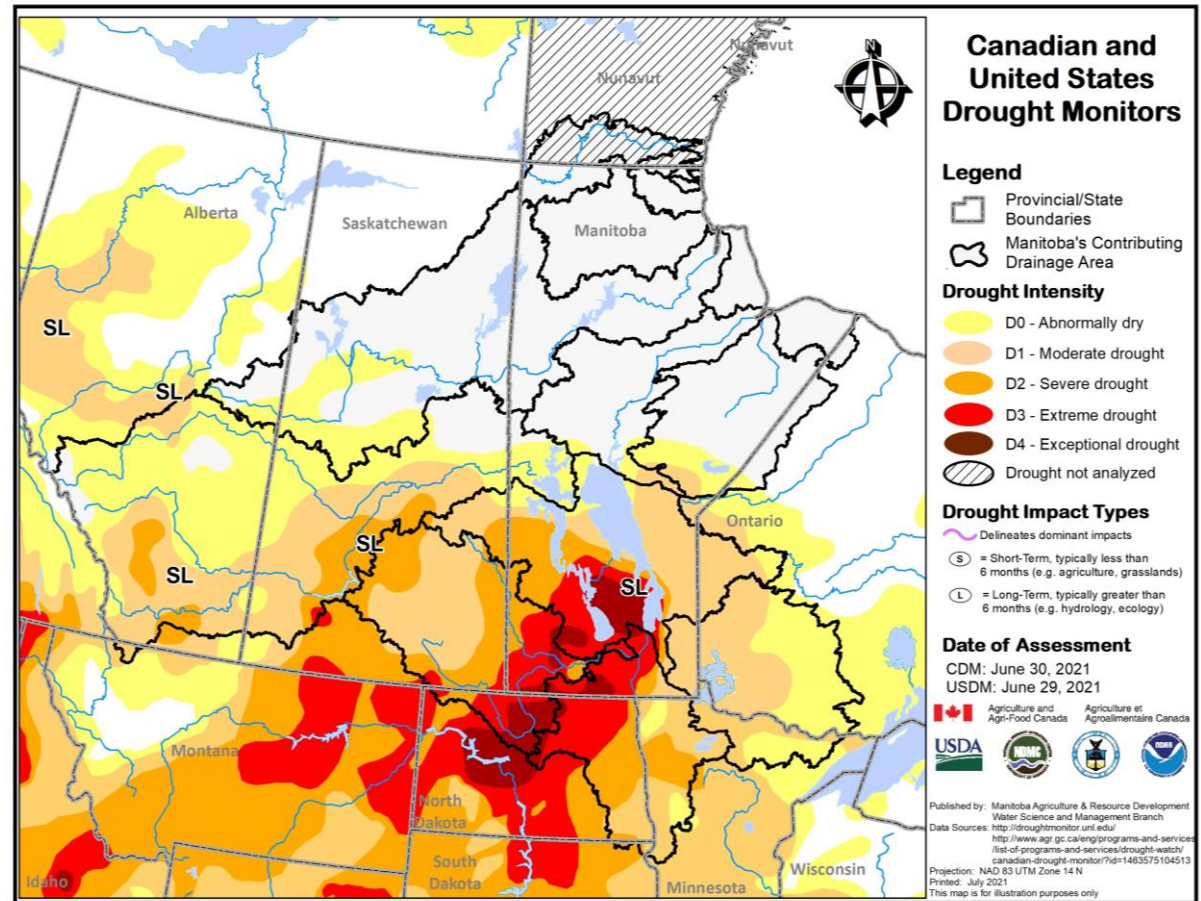 Nunavut
Nunavut
N
Alberta
Saskatchewan
Manitoba
SL
SL
SL
SL
SL
Ontario
Montana
North
Dakota
South
Dakota
Idaho
Minnesota
Wisconsin
Canadian and
United States
Drought Monitors
Legend
Provincial/State
Boundaries
Manitoba's Contributing
Drainage Area
Drought Intensity
D0 - Abnormally dry
D1 - Moderate drought
D2 - Severe drought
D3 - Extreme drought
D4 - Exceptional drought
Drought not analyzed
Drought Impact Types
Delineates dominant impacts
S = Short-Term, typically less than
6 months (e.g. agriculture, grasslands)
L = Long-Term, typically greater than
6 months (e.g. hydrology, ecology)
Date of Assessment
CDM: June 30, 2021
USDM: June 29, 2021
Agriculture and Agriculture et
Agri-Food Canada Agroalimentaire Canada
USDA
NDMC
NOAA
Published by: Manitoba Agriculture & Resource Development
Water Science and Management Branch
Data Sources: http://droughtmonitor.unl.edu/
http://www.agr.gc.ca/eng/programs-and-services
/list-of-programs-and-services/drought-watch/
canadian-drought-monitor/?id=1463575104513
Projection: NAD 83 UTM Zone 14 N
Printed: July 2021
This map is for illustration purposes only